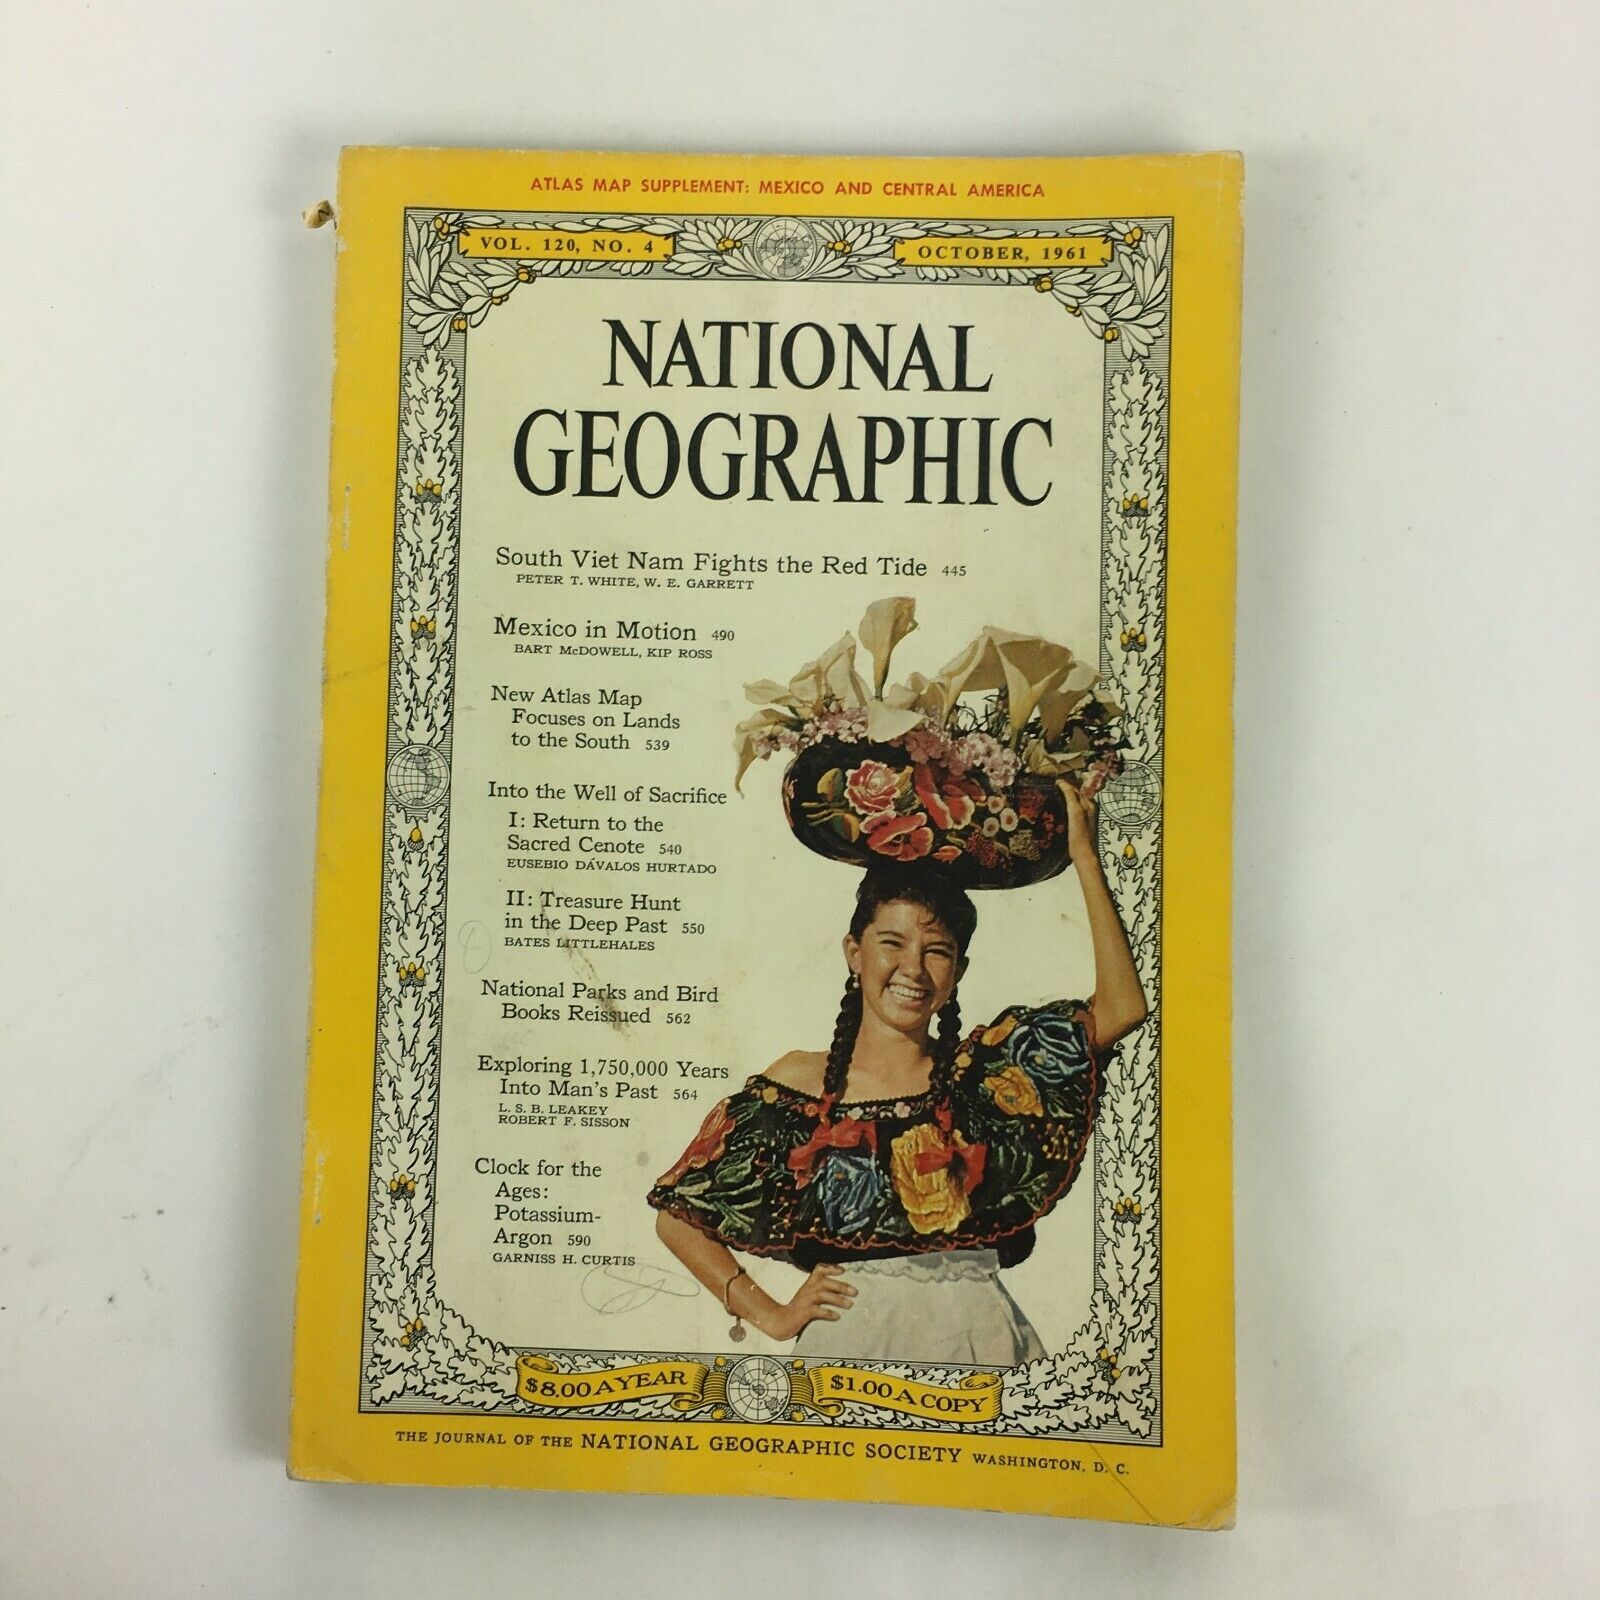 ATLAS MAP SUPPLEMENT: MEXICO AND CENTRAL AMERICA
VOL. 120, NO. 4
OCTOBER, 1961
NATIONAL
GEOGRAPHIC
South Viet Nam Fights the Red Tide 445
PETER T. WHITE, W. E. GARRETT
Mexico in Motion 490
BART McDOWELL, KIP ROSS
New Atlas Map
Focuses on Lands
to the South 539
Into the Well of Sacrifice
I: Return to the
Sacred Cenote 540
EUSEBIO DÁVALOS HURTADO
II: Treasure Hunt
in the Deep Past 550
BATES LITTLEHALES
National Parks and Bird
Books Reissued 562
Exploring 1,750,000 Years
Into Man's Past 564
L. S. B. LEAKEY
ROBERT F. SISSON
Clock for the
Ages:
Potassium-
Argon 590
GARNISS H. CURTIS
$8.00 A YEAR
$1.00 A COPY
THE JOURNAL OF THE NATIONAL GEOGRAPHIC SOCIETY WASHINGTON, D. C.